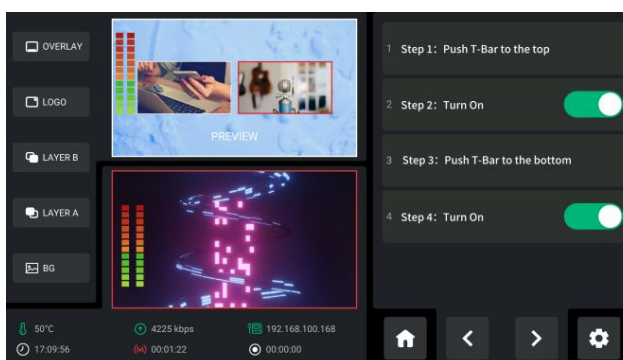 OVERLAY
LOGO
LAYER B
LAYER A
BG
PREVIEW
50°C
4225 kbps
192.168.100.168
17:09:56
00:01:22
00:00:00
1 Step 1: Push T-Bar to the top
2 Step 2: Turn On
3 Step 3: Push T-Bar to the bottom
4 Step 4: Turn On